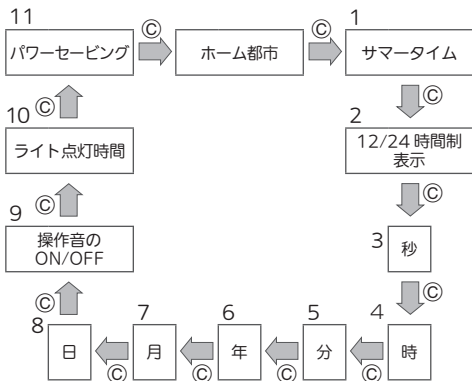 11
パワーセービング
Ⓒ
ホーム都市
Ⓒ
1
サマータイム
Ⓒ
2
12/24 時間制
表示
Ⓒ
3
秒
Ⓒ
4
時
Ⓒ
5
分
Ⓒ
6
年
Ⓒ
7
月
Ⓒ
8
日
Ⓒ
9
操作音の
ON/OFF
Ⓒ
10
ライト点灯時間
Ⓒ